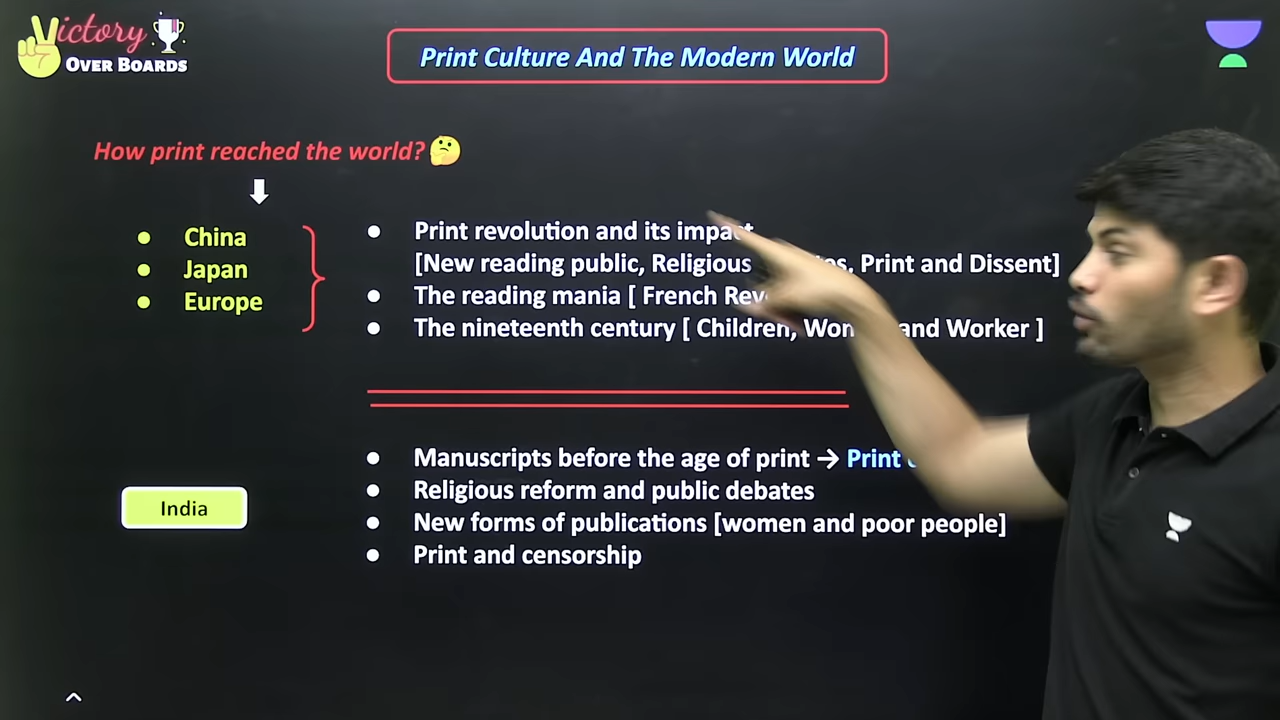 Victory
OVER BOARDS
Print Culture And The Modern World
How print reached the world?
China
Japan
Europe
Print revolution and its impact
[New reading public, Religious Print and Dissent]
The reading mania [ French
The nineteenth century [ Children, and Worker ]
India
Manuscripts before the age of print → Print
Religious reform and public debates
New forms of publications [women and poor people]
Print and censorship